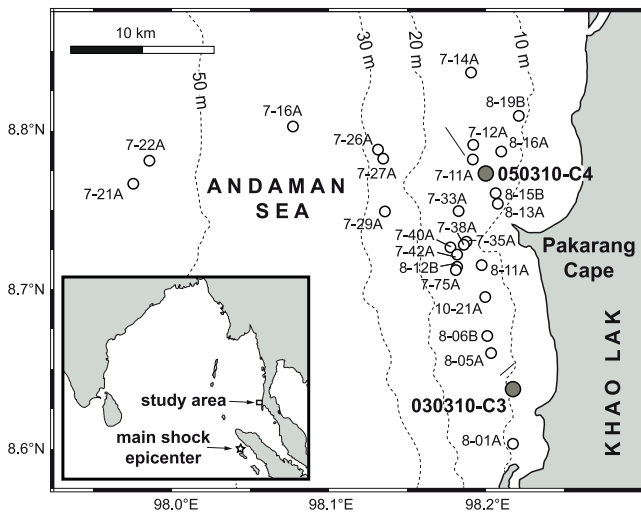 10 km
50 m
30 m
20 m
10 m
7-14A
8-19B
7-16A
7-12A
8-16A
8.8°N
7-26A
7-22A
7-27A
7-11A
050310-C4
7-21A
ANDAMAN
SEA
8-15B
7-33A
8-13A
7-29A
7-38A
7-40A
7-35A
7-42A
8-12B
8-11A
7-75A
Pakarang
Cape
8.7°N
10-21A
8-06B
8-05A
KHAO LAK
study area
main shock
epicenter
030310-C3
8.6°N
8-01A
98.0°E
98.1°E
98.2°E